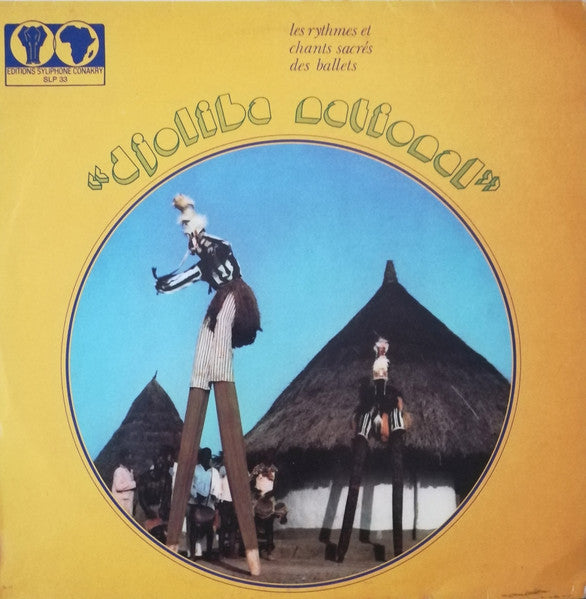 EDITIONS SYLIPHONE CONAKRY
SLP 33
les rythmes et
chants sacrés
des ballets
“djoliba national”